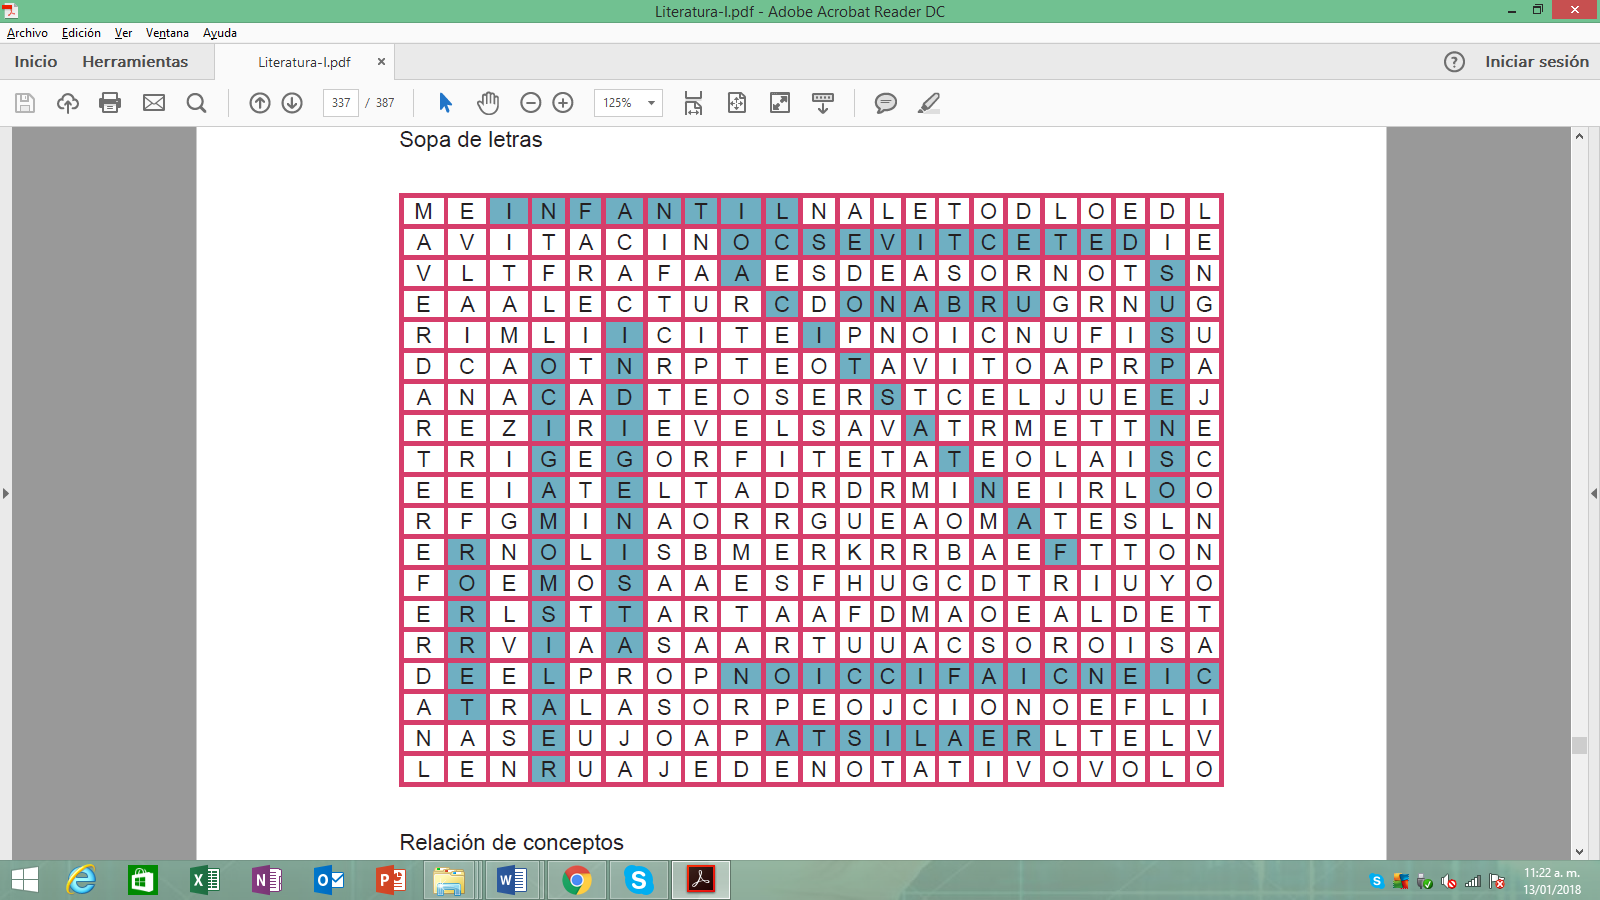 Literatura-I.pdf - Adobe Acrobat Reader DC
Archivo Edición Ver Ventana Ayuda
Inicio Herramientas Literatura-I.pdf × ? Iniciar sesión
337 / 387 125%
Sopa de letras
M E I N F A N T I L N A L E T O D L O E D L
A V I T A C I N O C S E V I T C E T E D I E
V L T F R A F A A E S D E A S O R N O T S N
E A A L E C T U R C D O N A B R U G R N U G
R I M L I I C I T E I P N O I C N U F I S U
D C A O T N R P T E O T A V I T O A P R P A
A N A C A D T E O S E R S T C E L J U E E J
R E Z I R I E V E L S A V A T R M E T T N E
T R I G E G O R F I T E T A T E O L A I S C
E E I A T E L T A D R D R M I N E I R L O O
R F G M I N A O R R G U E A O M A T E S L N
E R N O L I S B M E R K R R B A E F T T O N
F O E M O S A A E S F H U G C D T R I U Y O
E R L S T T A R T A A F D M A O E A L D E T
R R V I A A S A A R T U U A C S O R O I S A
D E E L P R O P N O I C C I F A I C N E I C
A T R A L A S O R P E O J C I O N O E F L I
N A S E U J O A P A T S I L A E R L T E L V
L E N R U A J E D E N O T A T I V O V O L O
Relación de conceptos
11:22 a. m.
13/01/2018